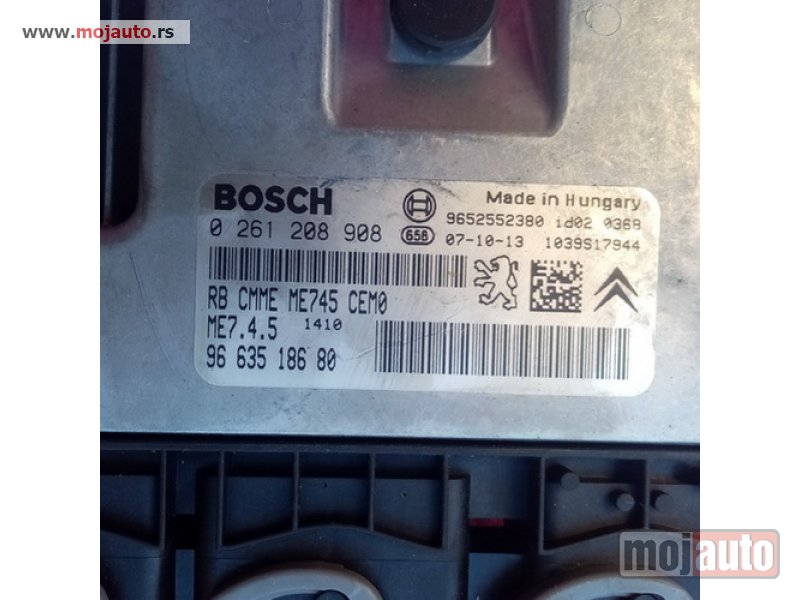 www.mojauto.rs
BOSCH
Made in Hungary
9652552380 1d02 0368
0 261 208 908
656 07-10-13 1039S17944
RB CMME ME745 CEM0
ME7.4.5 1410
96 635 186 80
mojauto